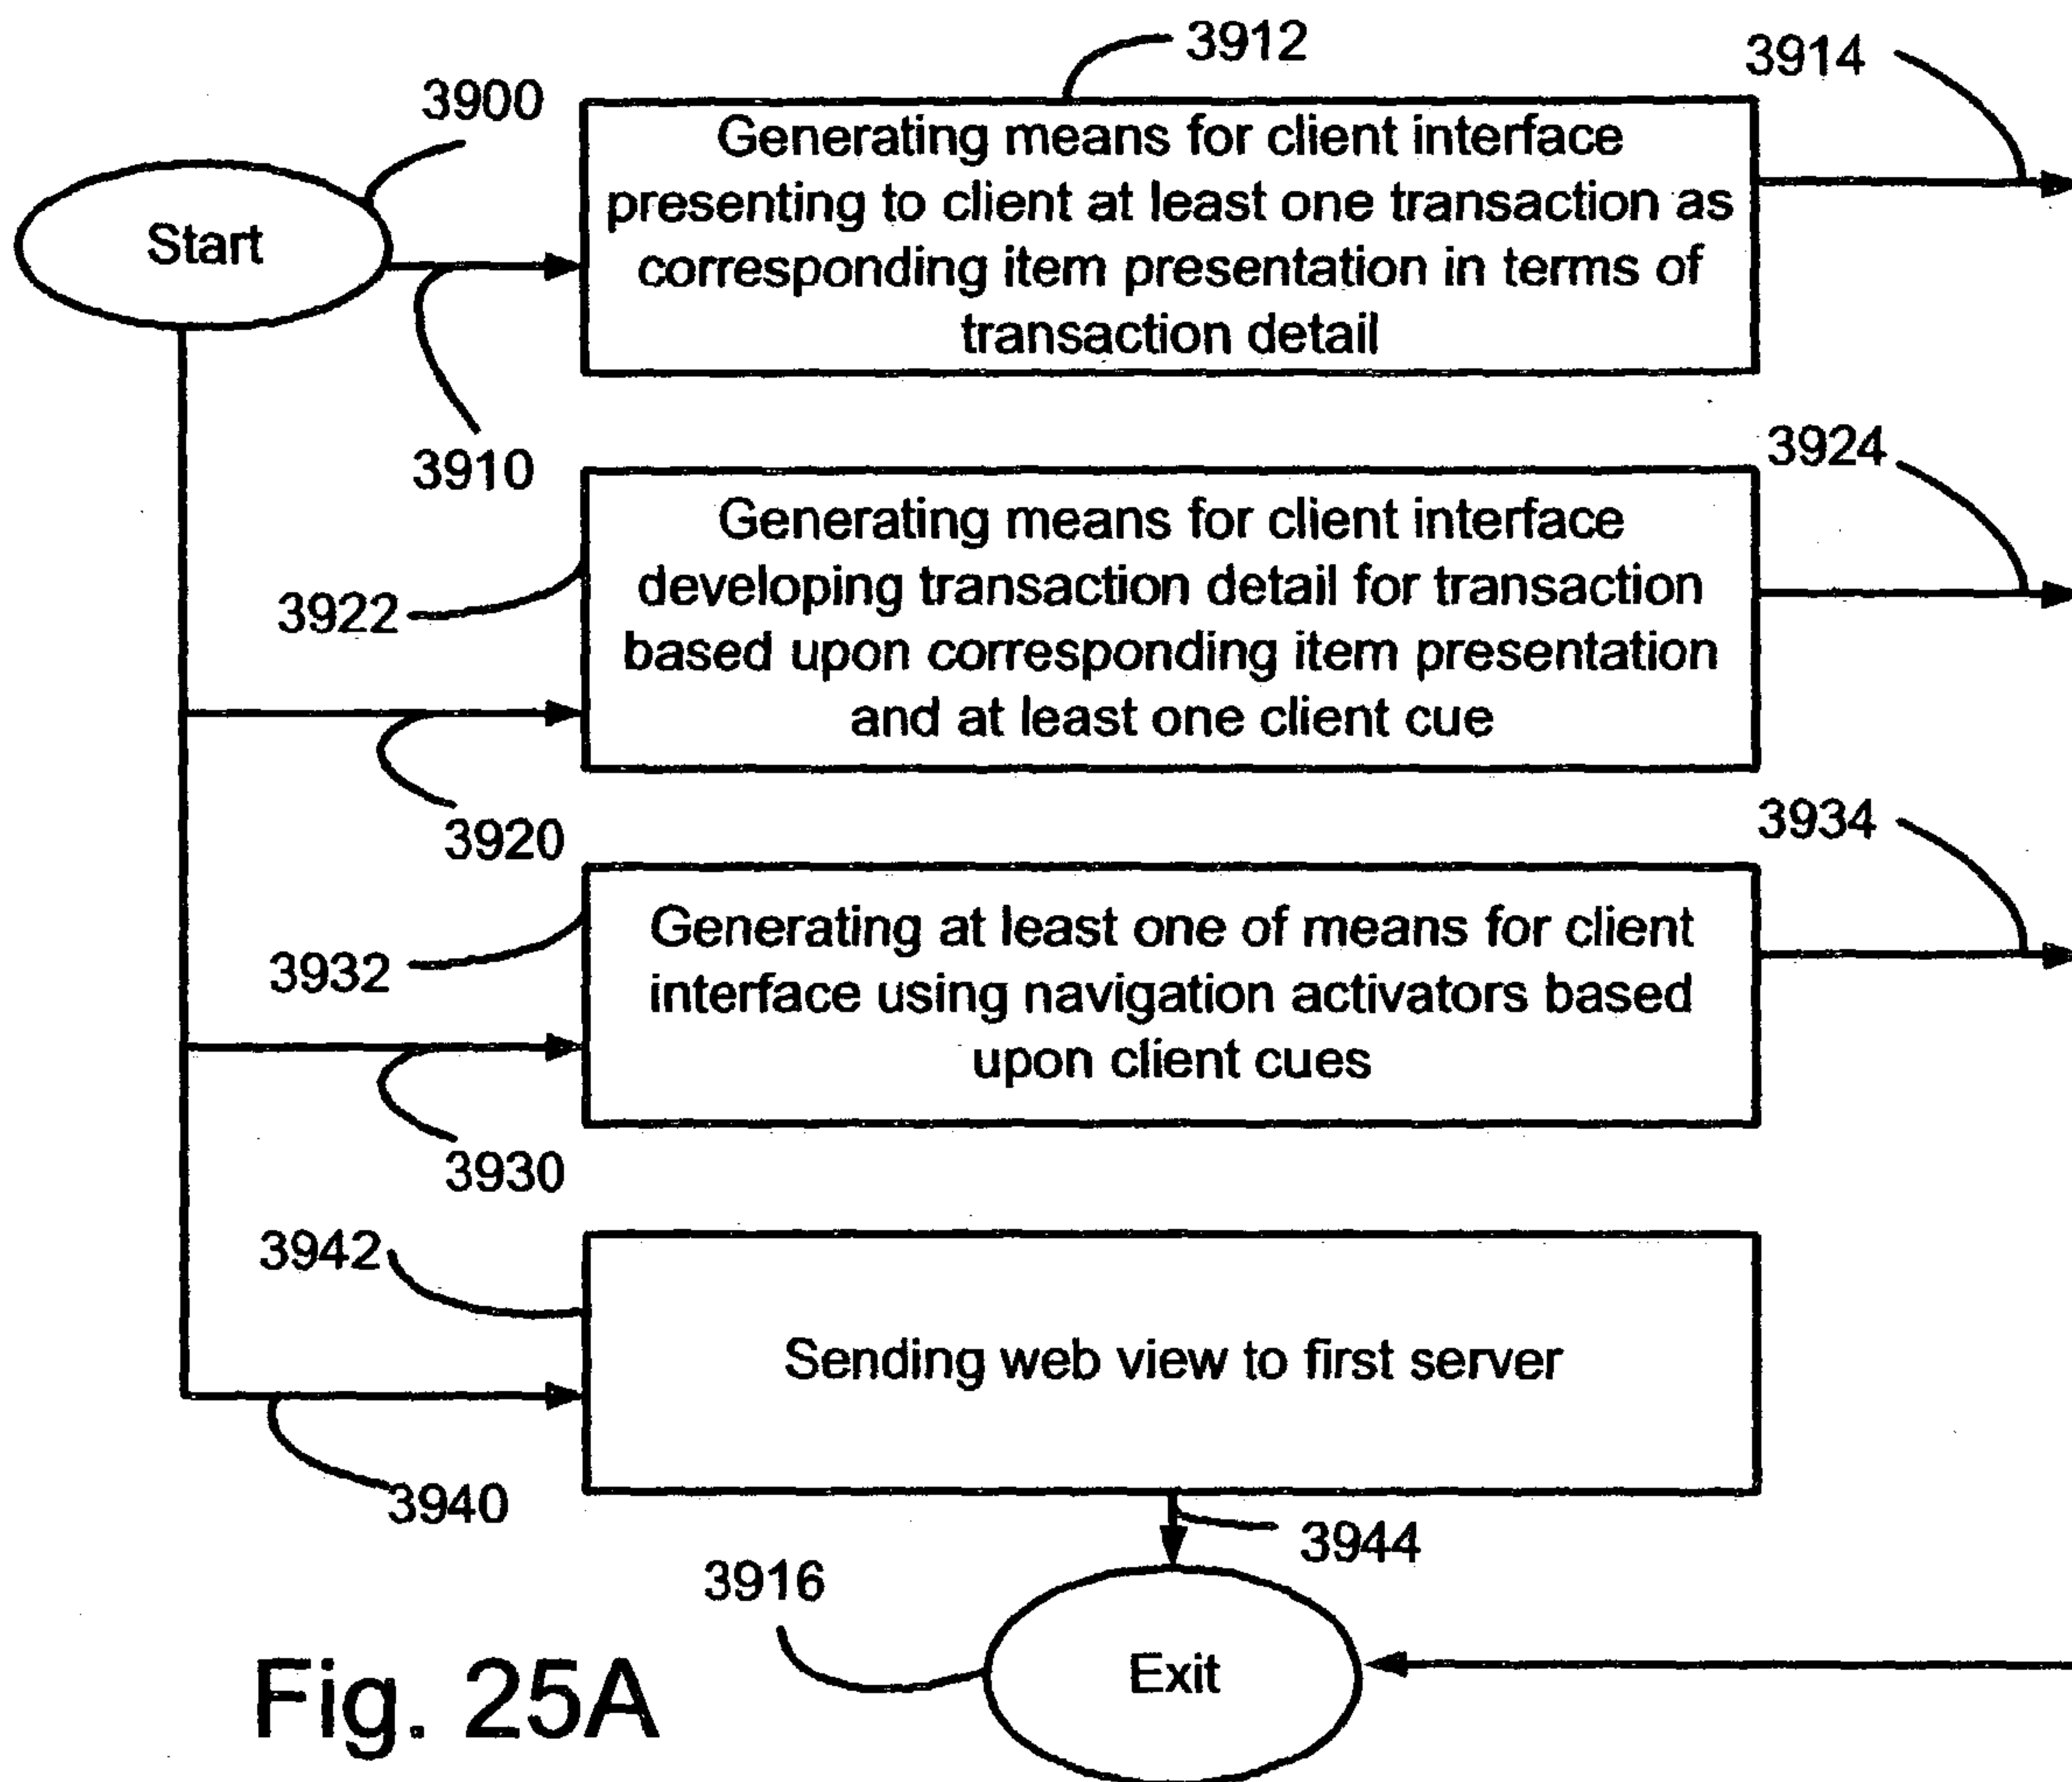 3912
3914
3900
Generating means for client interface
presenting to client at least one transaction as
corresponding item presentation in terms of
transaction detail
Start
3910
3924
Generating means for client interface
developing transaction detail for transaction
based upon corresponding item presentation
and at least one client cue
3922
3920
3934
Generating at least one of means for client
interface using navigation activators based
upon client cues
3932
3930
3942
Sending web view to first server
3940
3944
3916
Exit
Fig. 25A